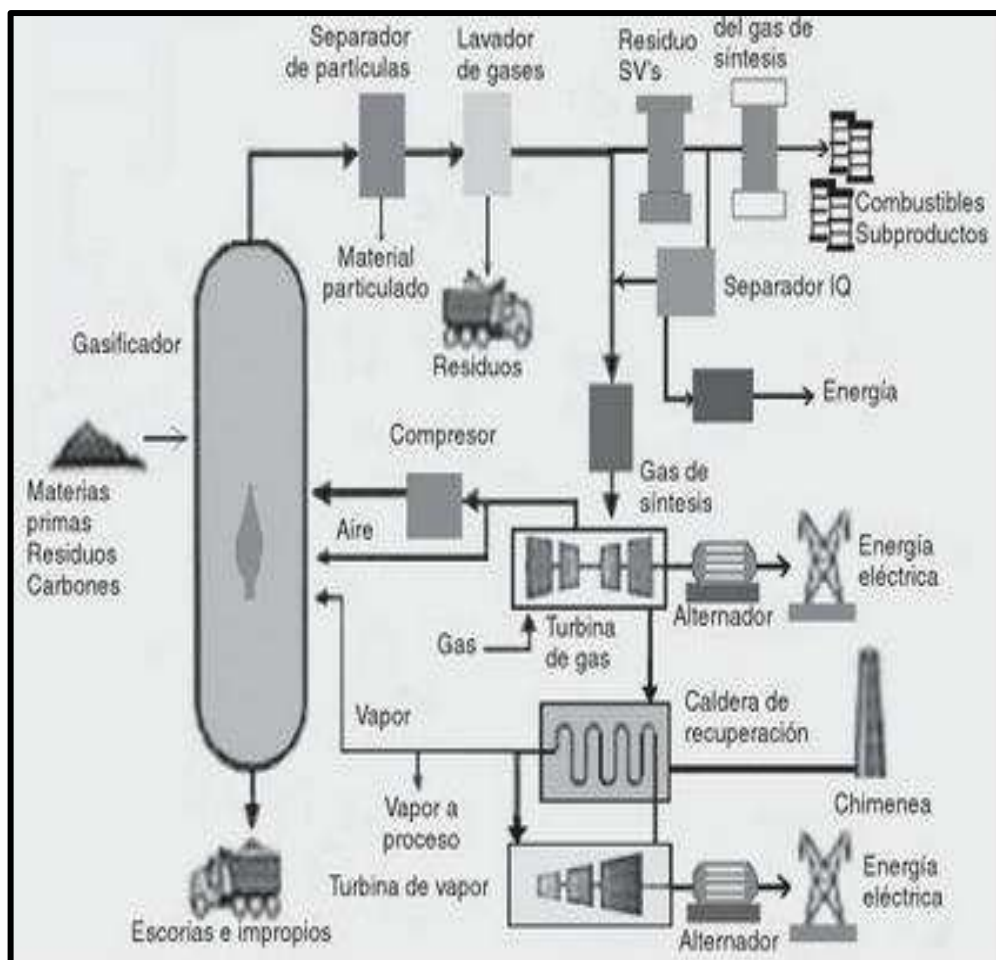 Separador
de partículas
Lavador
de gases
Residuo
SV's
del gas de
síntesis
Combustibles
Subproductos
Material
particulado
Residuos
Separador IQ
Energía
Gasificador
Materias
primas
Residuos
Carbones
Compresor
Aire
Gas de
síntesis
Gas
Turbina
de gas
Alternador
Energía
eléctrica
Vapor
Vapor a
proceso
Caldera de
recuperación
Chimenea
Turbina de vapor
Alternador
Energía
eléctrica
Escorias e impropios